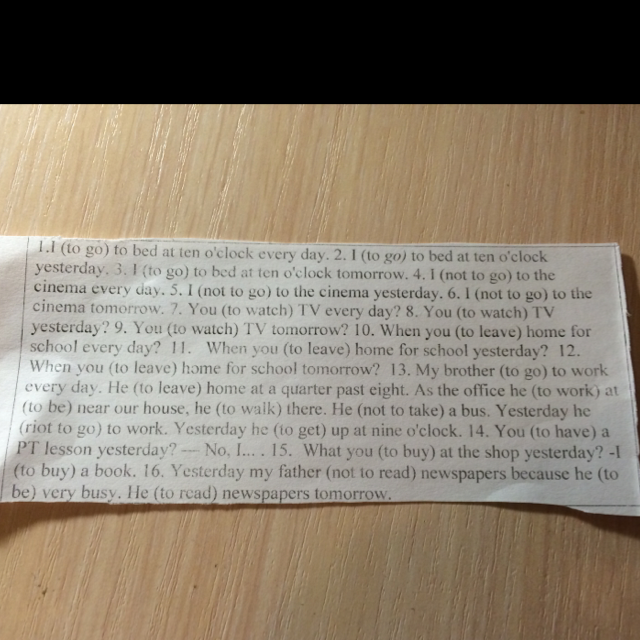 1.I (to go) to bed at ten o'clock every day. 2. I (to go) to bed at ten o'clock
yesterday. 3. I (to go) to bed at ten o'clock tomorrow. 4. I (not to go) to the
cinema every day. 5. I (not to go) to the cinema yesterday. 6. I (not to go) to the
cinema tomorrow. 7. You (to watch) TV every day? 8. You (to watch) TV
yesterday? 9. You (to watch) TV tomorrow? 10. When you (to leave) home for
school every day? 11. When you (to leave) home for school yesterday? 12.
When you (to leave) home for school tomorrow? 13. My brother (to go) to work
every day. He (to leave) home at a quarter past eight. As the office he (to work) at
(to be) near our house, he (to walk) there. He (not to take) a bus. Yesterday he
(riot to go) to work. Yesterday he (to get) up at nine o'clock. 14. You (to have) a
PT lesson yesterday? — No, I... . 15. What you (to buy) at the shop yesterday? -I
(to buy) a book. 16. Yesterday my father (not to read) newspapers because he (to
be) very busy. He (to read) newspapers tomorrow.